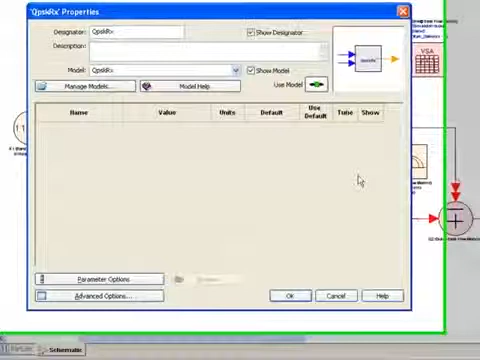 'QpskRx' Properties
Designator: QpskRx
Show Designator
Description:
Model: QpskRx
Show Model
Manage Models...
Model Help
Use Model
Name Value Units Default Use Default Tune Show
Parameter Options
Advanced Options...
Ok
Cancel
Help
VSA
Schematic